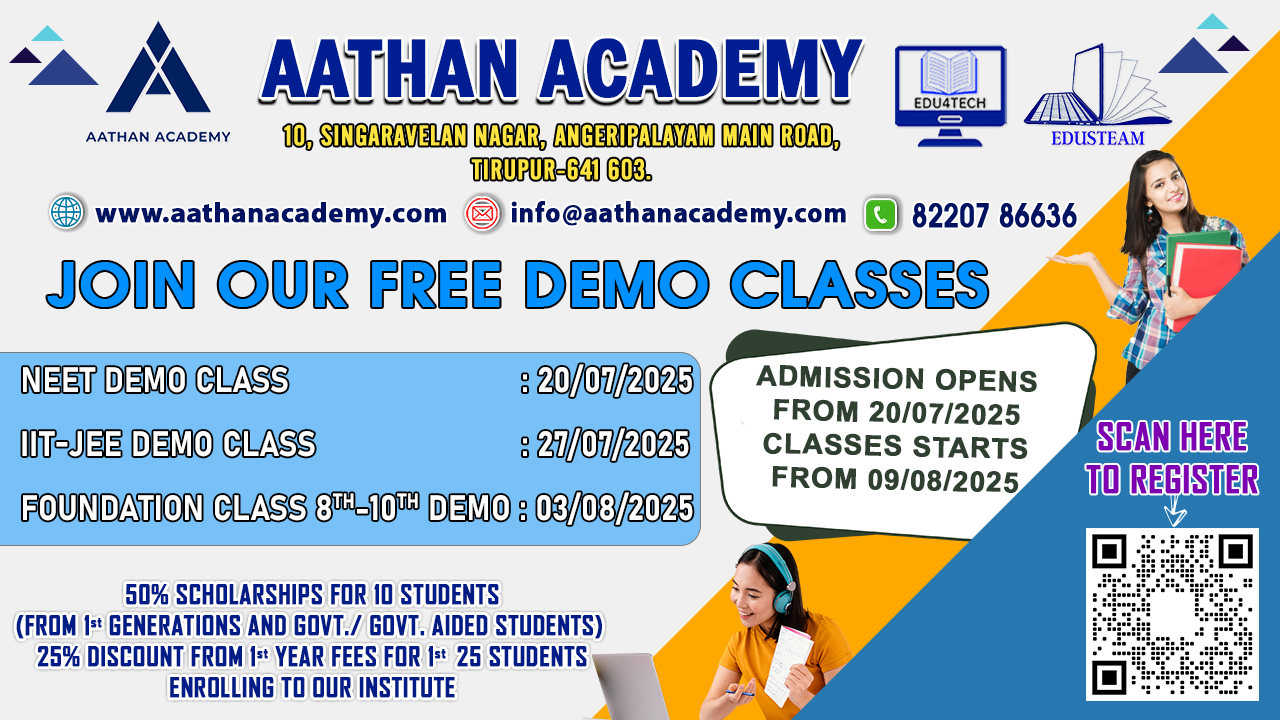 AATHAN ACADEMY
AATHAN ACADEMY
EDU4TECH
EDUSTEAM
10, SINGARAVELAN NAGAR, ANGERIPALAYAM MAIN ROAD,
TIRUPUR-641 603.
www.aathanacademy.com info@aathanacademy.com 82207 86636
JOIN OUR FREE DEMO CLASSES
NEET DEMO CLASS : 20/07/2025
IIT-JEE DEMO CLASS : 27/07/2025
FOUNDATION CLASS 8TH-10TH DEMO : 03/08/2025
ADMISSION OPENS
FROM 20/07/2025
CLASSES STARTS
FROM 09/08/2025
SCAN HERE
TO REGISTER
50% SCHOLARSHIPS FOR 10 STUDENTS
(FROM 1st GENERATIONS AND GOVT./ GOVT. AIDED STUDENTS)
25% DISCOUNT FROM 1st YEAR FEES FOR 1st 25 STUDENTS
ENROLLING TO OUR INSTITUTE